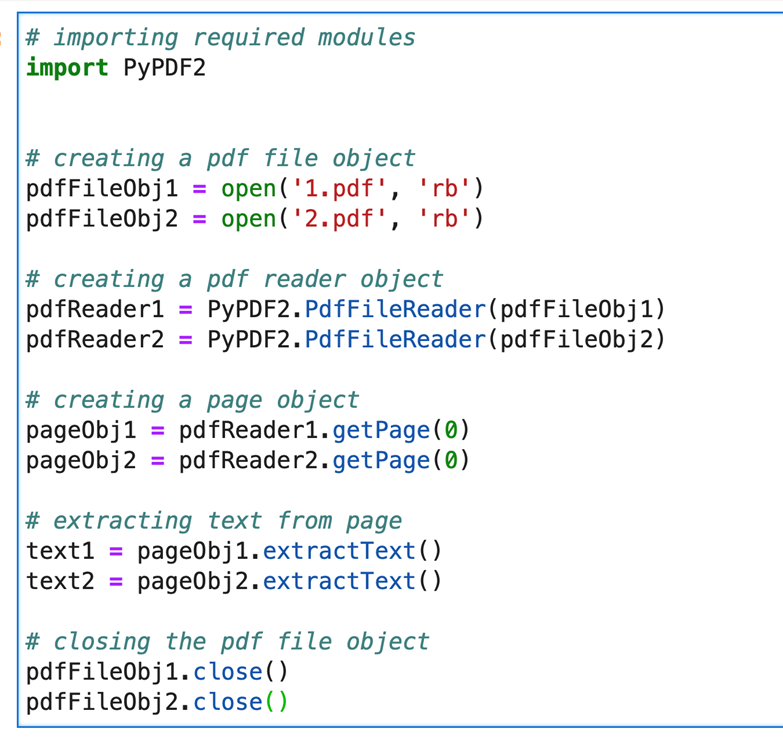 # importing required modules
import PyPDF2
# creating a pdf file object
pdfFileObj1 = open('1.pdf', 'rb')
pdfFileObj2 = open('2.pdf', 'rb')
# creating a pdf reader object
pdfReader1 = PyPDF2.PdfFileReader(pdfFileObj1)
pdfReader2 = PyPDF2.PdfFileReader(pdfFileObj2)
# creating a page object
pageObj1 = pdfReader1.getPage(0)
pageObj2 = pdfReader2.getPage(0)
# extracting text from page
text1 = pageObj1.extractText()
text2 = pageObj2.extractText()
# closing the pdf file object
pdfFileObj1.close()
pdfFileObj2.close()